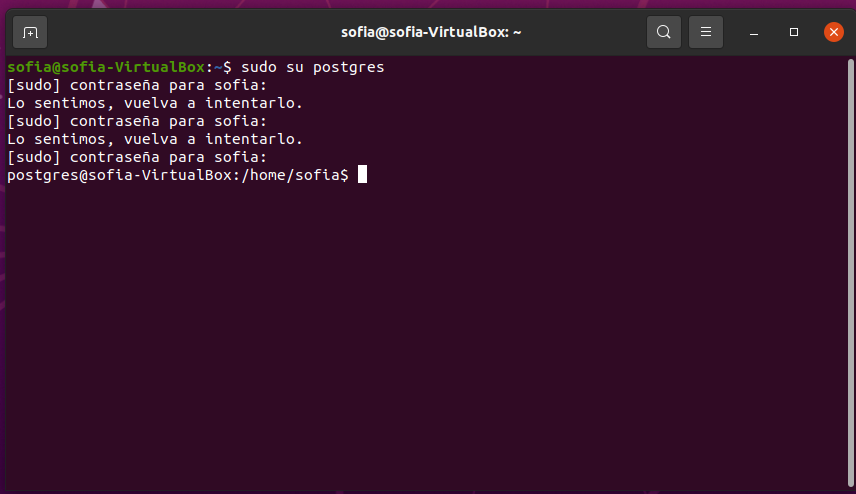 sofia@sofia-VirtualBox: ~
sofia@sofia-VirtualBox:~$ sudo su postgres
[sudo] contraseña para sofia:
Lo sentimos, vuelva a intentarlo.
[sudo] contraseña para sofia:
Lo sentimos, vuelva a intentarlo.
[sudo] contraseña para sofia:
postgres@sofia-VirtualBox:/home/sofia$